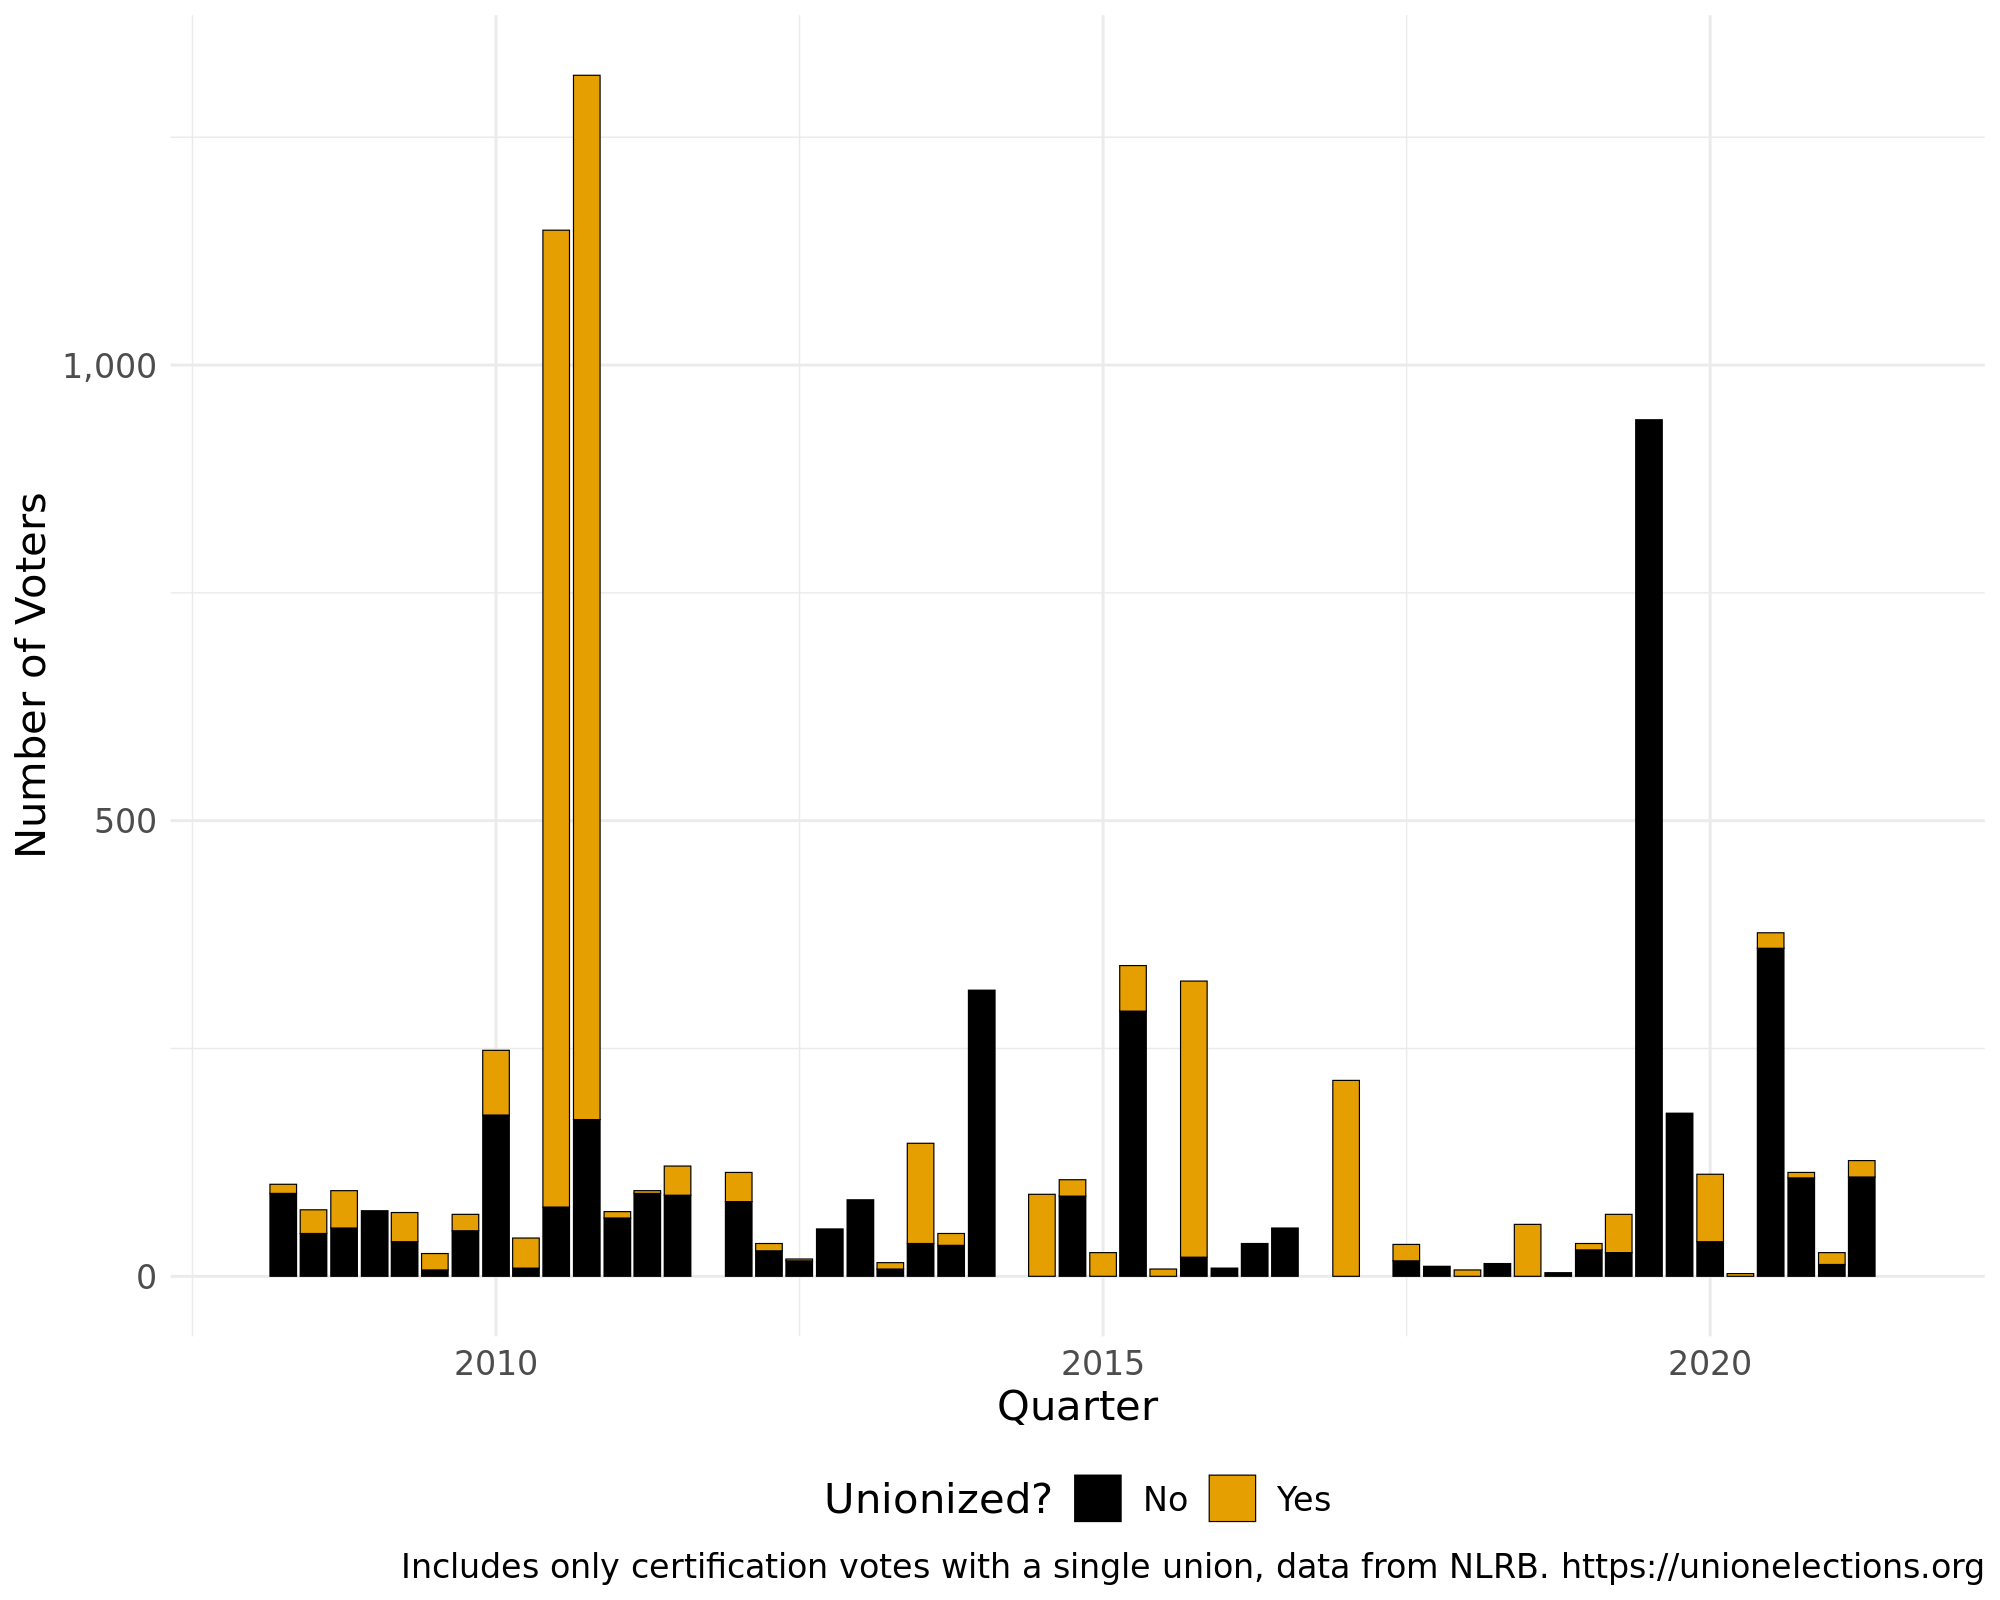 Number of Voters
1,000
500
0
2010 2015 2020
Quarter
Unionized? No Yes
Includes only certification votes with a single union, data from NLRB. https://unionelections.org